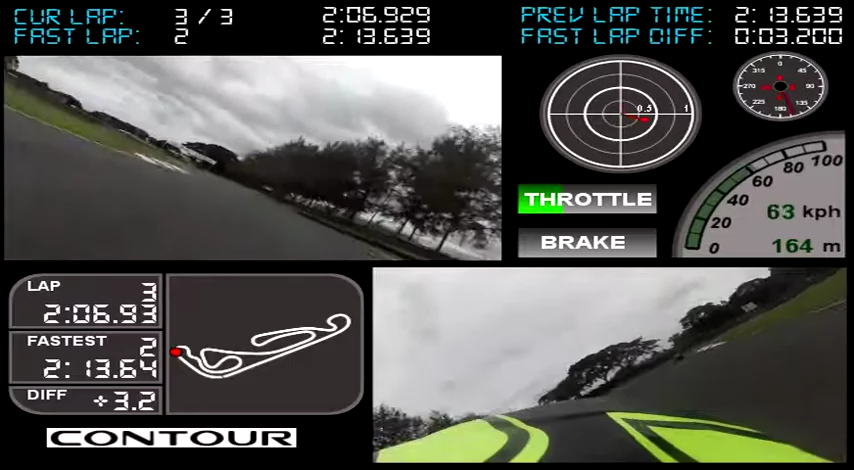 CUR LAP: 3 / 3 2:06.929 PREV LAP TIME: 2:13.639
FAST LAP: 2 2:13.639 FAST LAP DIFF: 0:03.200
0.5 1
0 45 90 135 180 225 270 315
THROTTLE
BRAKE
0 20 40 60 80 100
63 kph
164 m
LAP 3
2:06.93
FASTEST 2
2:13.64
DIFF +3.2
CONTOUR